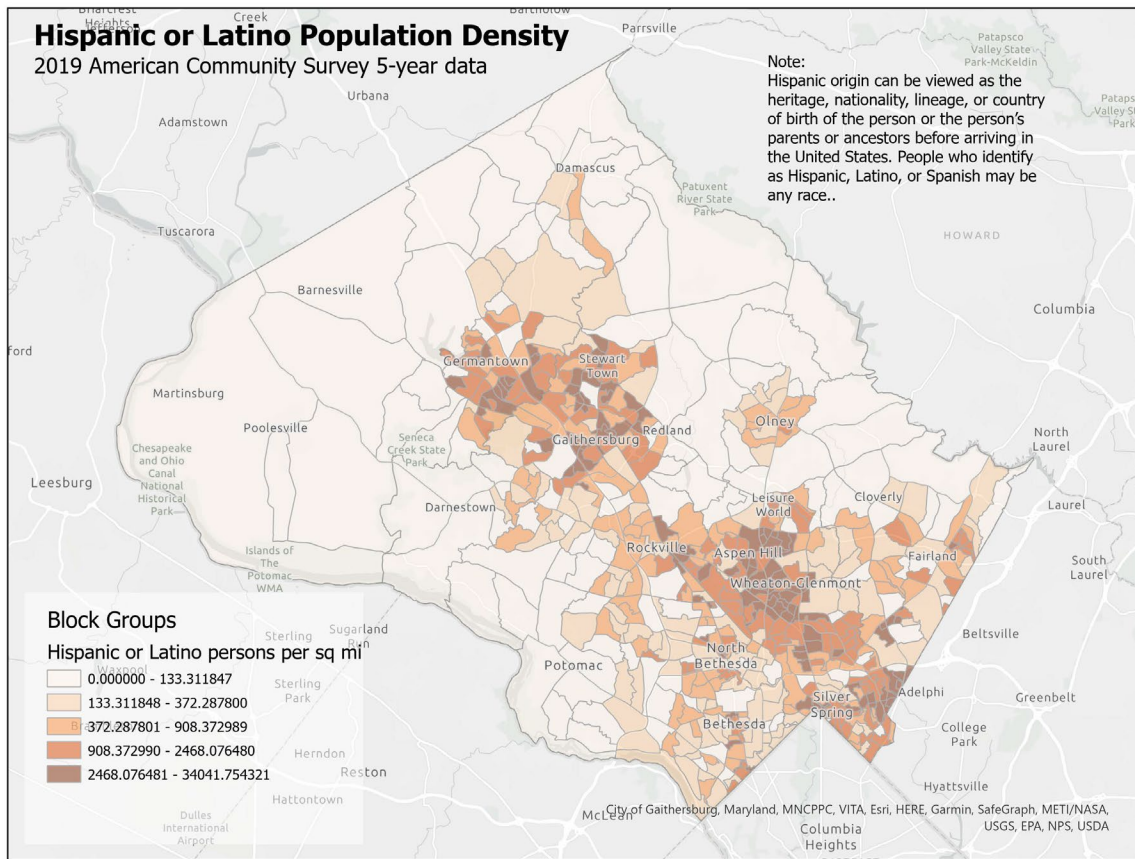 Hispanic or Latino Population Density
2019 American Community Survey 5-year data
Note:
Hispanic origin can be viewed as the
heritage, nationality, lineage, or country
of birth of the person or the person's
parents or ancestors before arriving in
the United States. People who identify
as Hispanic, Latino, or Spanish may be
any race..
Creek
Bartholow
Parrsville
Patapsco
Valley State
Park-McKeldin
Urbana
Adamstown
Damascus
Patuxent
River State
Park
Tuscarora
HOWARD
Barnesville
Columbia
Germantown
Stewart
Town
Martinsburg
Poolesville
Olney
Redland
Gaithersburg
Seneca
Creek State
Park
Chesapeake
and Ohio
Canal
National
Historical
Park
North
Laurel
Leesburg
Darnestown
Leisure
World
Cloverly
Laurel
Rockville
Aspen Hill
Fairland
Islands of
The
Potomac
WMA
Wheaton-Glenmont
South
Laurel
Beltsville
Potomac
North
Bethesda
Silver
Spring
Adelphi
Greenbelt
Bethesda
College
Park
Hyattsville
McLean
Columbia
Heights
Block Groups
Hispanic or Latino persons per sq mi
0.000000 - 133.311847
133.311848 - 372.287800
372.287801 - 908.372989
908.372990 - 2468.076480
2468.076481 - 34041.754321
Sterling
Sugarland
Run
Sterling
Park
Herndon
Reston
Hattontown
Dulles
International
Airport
City of Gaithersburg, Maryland, MNCPPC, VITA, Esri, HERE, Garmin, SafeGraph, METI/NASA,
USGS, EPA, NPS, USDA